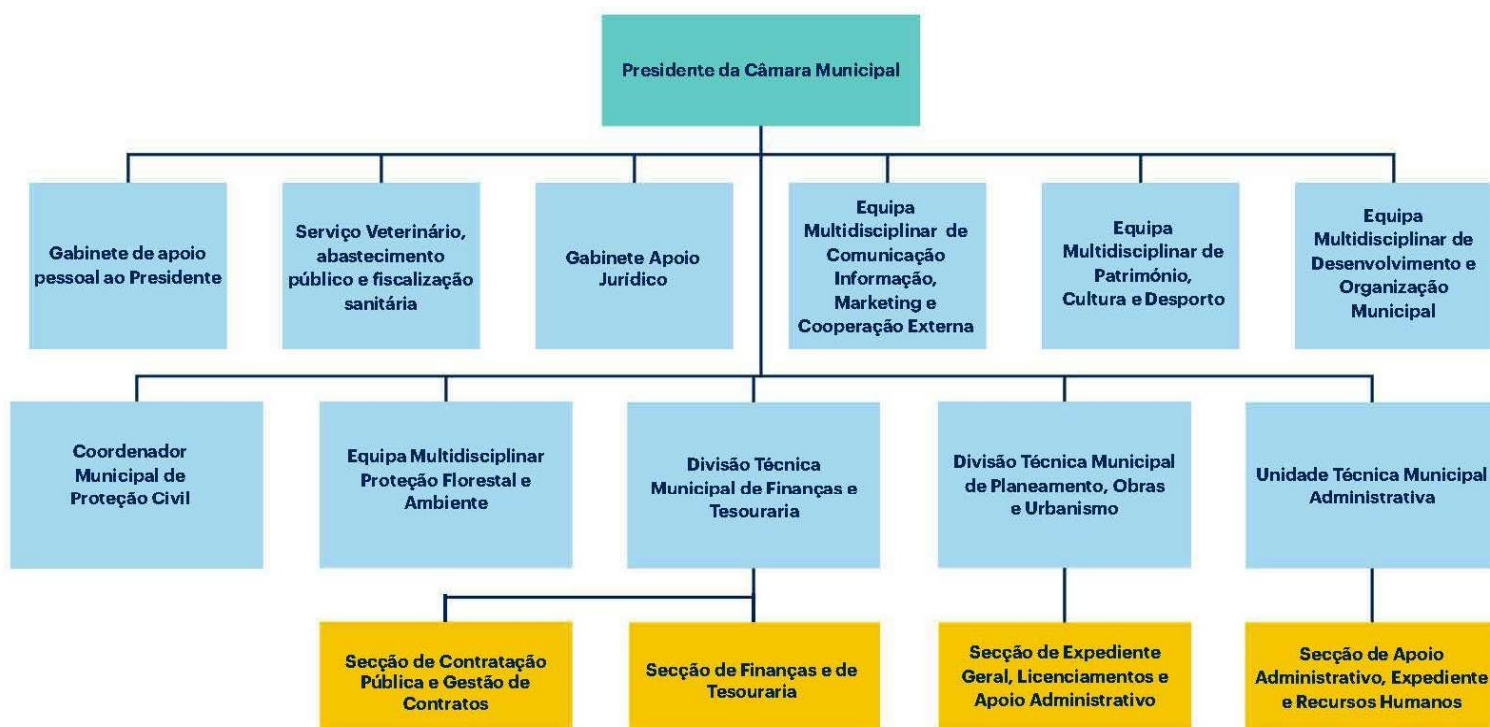 Presidente da Câmara Municipal
Gabinete de apoio
pessoal ao Presidente
Serviço Veterinário,
abastecimento
público e fiscalização
sanitária
Gabinete Apoio
Jurídico
Equipa
Multidisciplinar de
Comunicação
Informação,
Marketing e
Cooperação Externa
Equipa
Multidisciplinar de
Património,
Cultura e Desporto
Equipa
Multidisciplinar de
Desenvolvimento e
Organização
Municipal
Coordenador
Municipal de
Proteção Civil
Equipa Multidisciplinar
Proteção Florestal e
Ambiente
Divisão Técnica
Municipal de Finanças e
Tesouraria
Divisão Técnica Municipal
de Planeamento, Obras
e Urbanismo
Unidade Técnica Municipal
Administrativa
Secção de Contratação
Pública e Gestão de
Contratos
Secção de Finanças e de
Tesouraria
Secção de Expediente
Geral, Licenciamentos e
Apoio Administrativo
Secção de Apoio
Administrativo, Expediente
e Recursos Humanos